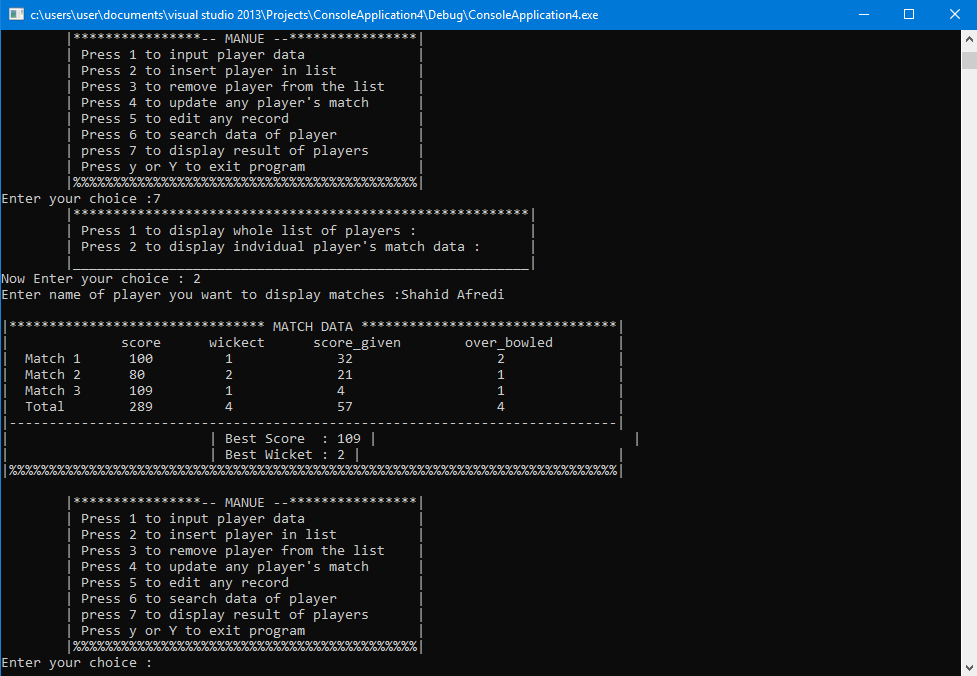 c:\users\user\documents\visual studio 2013\Projects\ConsoleApplication4\Debug\ConsoleApplication4.exe
|****************-- MANUE --****************|
| Press 1 to input player data |
| Press 2 to insert player in list |
| Press 3 to remove player from the list |
| Press 4 to update any player's match |
| Press 5 to edit any record |
| Press 6 to search data of player |
| press 7 to display result of players |
| Press y or Y to exit program |
|%%%%%%%%%%%%%%%%%%%%%%%%%%%%%%%%%%%%%%%%%%%|
Enter your choice :7
|*********************************************************|
| Press 1 to display whole list of players : |
| Press 2 to display indvidual player's match data : |
|_________________________________________________________|
Now Enter your choice : 2
Enter name of player you want to display matches :Shahid Afredi
|******************************** MATCH DATA ********************************|
| score wickect score_given over_bowled |
| Match 1 100 1 32 2 |
| Match 2 80 2 21 1 |
| Match 3 109 1 4 1 |
| Total 289 4 57 4 |
|----------------------------------------------------------------------------|
| | Best Score : 109 | |
| | Best Wicket : 2 | |
|%%%%%%%%%%%%%%%%%%%%%%%%%%%%%%%%%%%%%%%%%%%%%%%%%%%%%%%%%%%%%%%%%%%%%%%%%%%%%%|
|****************-- MANUE --****************|
| Press 1 to input player data |
| Press 2 to insert player in list |
| Press 3 to remove player from the list |
| Press 4 to update any player's match |
| Press 5 to edit any record |
| Press 6 to search data of player |
| press 7 to display result of players |
| Press y or Y to exit program |
|%%%%%%%%%%%%%%%%%%%%%%%%%%%%%%%%%%%%%%%%%%%|
Enter your choice :